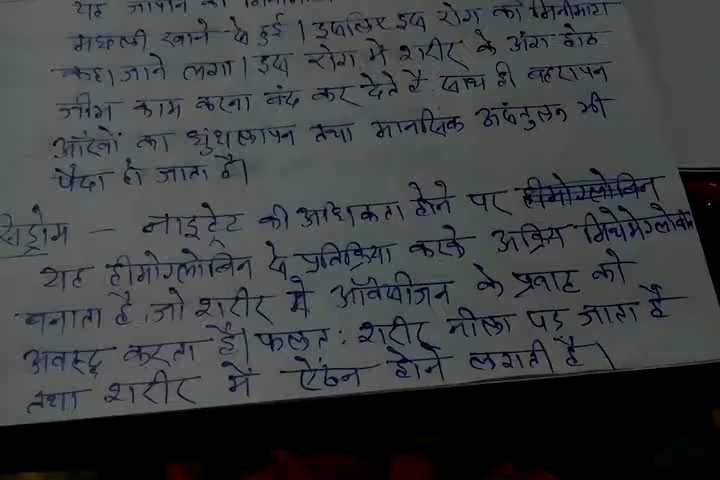 यह जापान की
मछली खाने से हुई । इसलिए इस रोग को मिनीमाटा
कहा जाने लगा । इस रोग में शरीर के अंग होठ
जीभ काम करना बंद कर देते है साथ ही बहरापन
आँखों का धुंधलापन तथा मानसिक असंतुलन भी
पैदा हो जाता है।
सिंड्रोम – नाइट्रेट की अधिकता होने पर हीमोग्लोबिन
यह हीमोग्लोबिन से प्रतिक्रिया करके अक्रिय मिथेमोग्लोबीन
बनाता है, जो शरीर में ऑक्सीजन के प्रवाह को
अवरुद्ध करता है। फलत: शरीर नीला पड़ जाता है
तथा शरीर में ऐंठन होने लगती है।